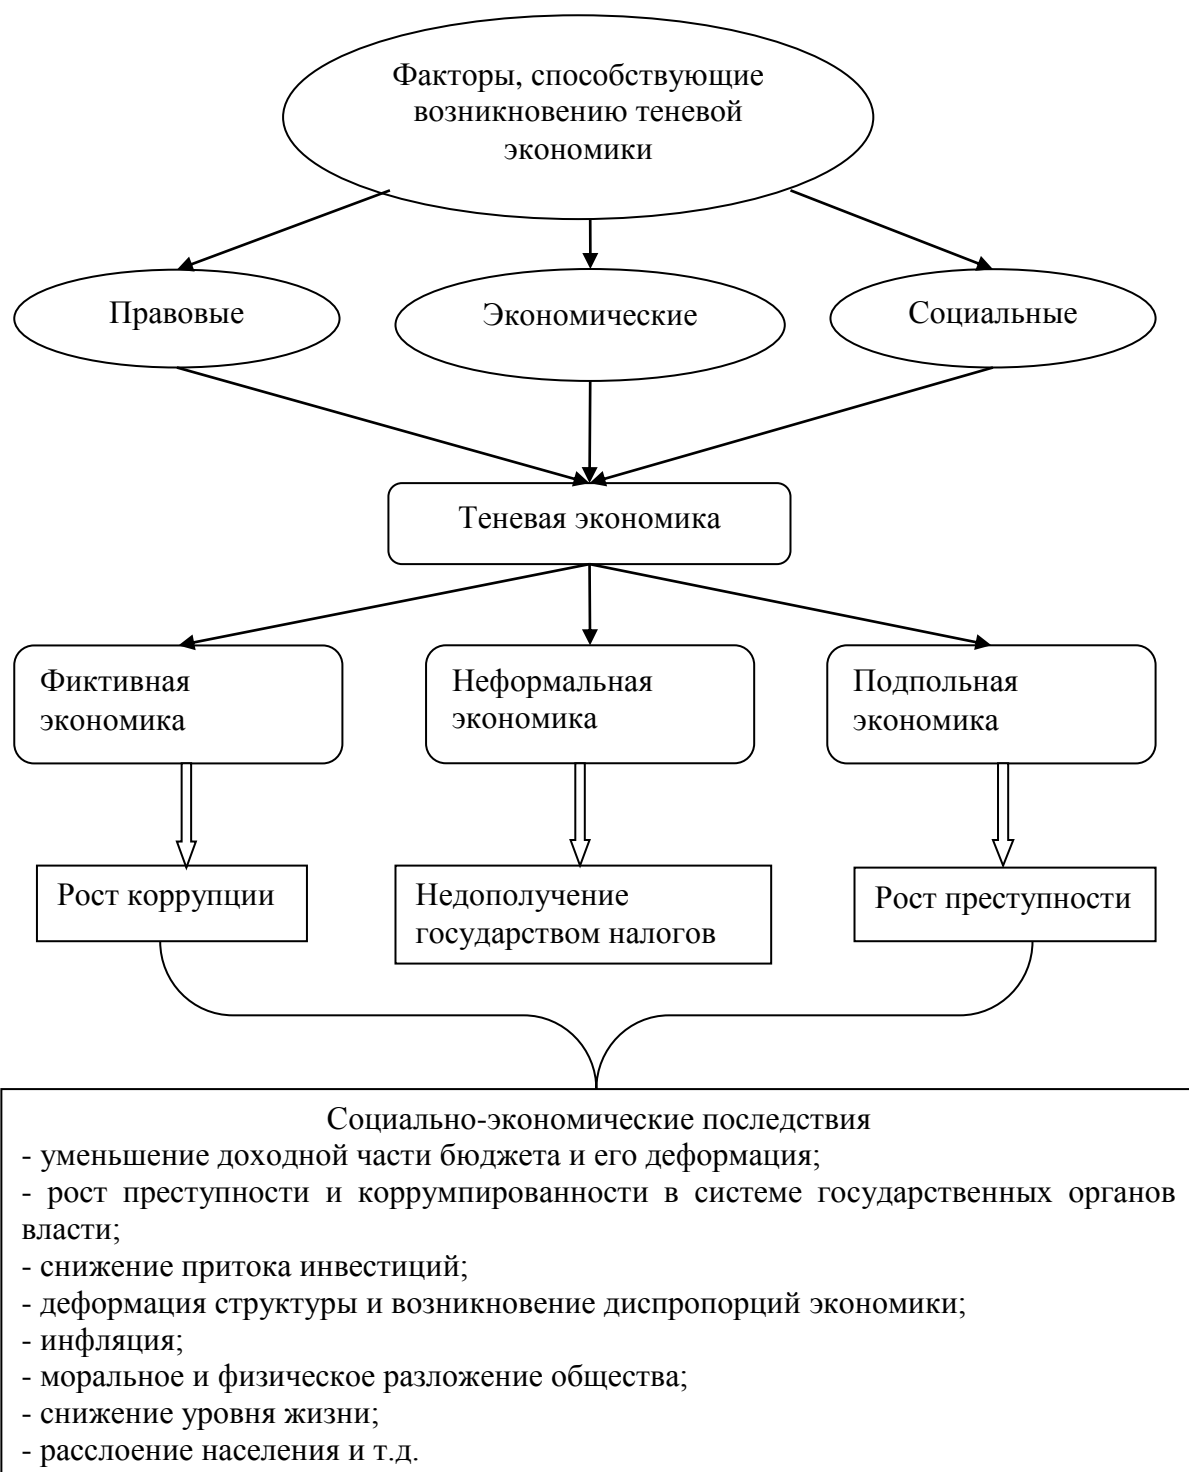 Факторы, способствующие
возникновению теневой
экономики
Правовые
Экономические
Социальные
Теневая экономика
Фиктивная
экономика
Неформальная
экономика
Подпольная
экономика
Рост коррупции
Недополучение
государством налогов
Рост преступности
Социально-экономические последствия
- уменьшение доходной части бюджета и его деформация;
- рост преступности и коррумпированности в системе государственных органов
власти;
- снижение притока инвестиций;
- деформация структуры и возникновение диспропорций экономики;
- инфляция;
- моральное и физическое разложение общества;
- снижение уровня жизни;
- расслоение населения и т.д.